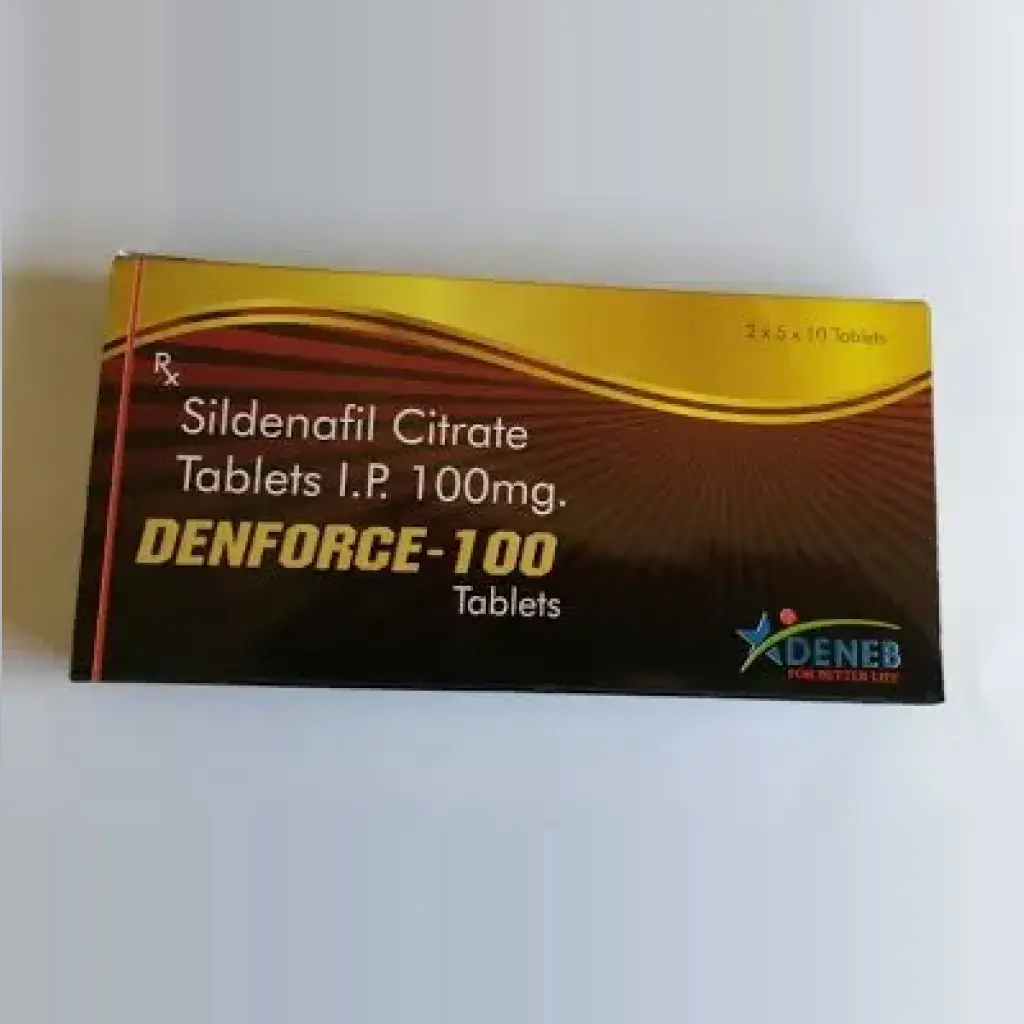 2 x 5 x 10 Tablets
Rx
Sildenafil Citrate
Tablets I.P. 100mg.
DENFORCE-100
Tablets
DENEB
FOR BETTER LIFE